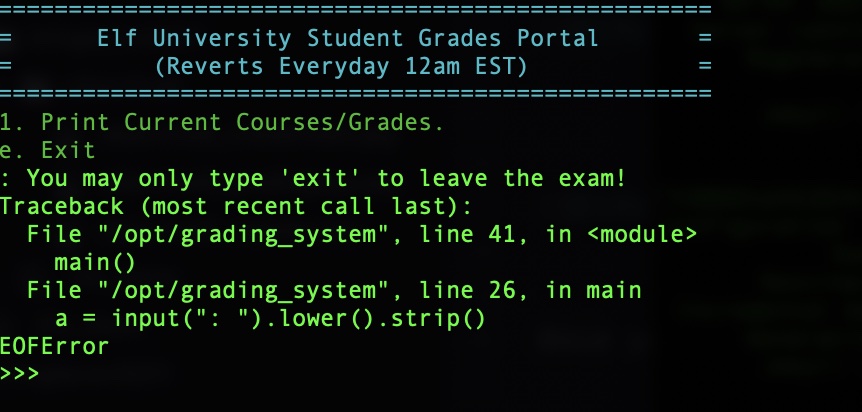 ===================================================
=      Elf University Student Grades Portal       =
=          (Reverts Everyday 12am EST)            =
===================================================
1. Print Current Courses/Grades.
e. Exit
: You may only type 'exit' to leave the exam!
Traceback (most recent call last):
  File "/opt/grading_system", line 41, in <module>
    main()
  File "/opt/grading_system", line 26, in main
    a = input(": ").lower().strip()
EOFError
>>>